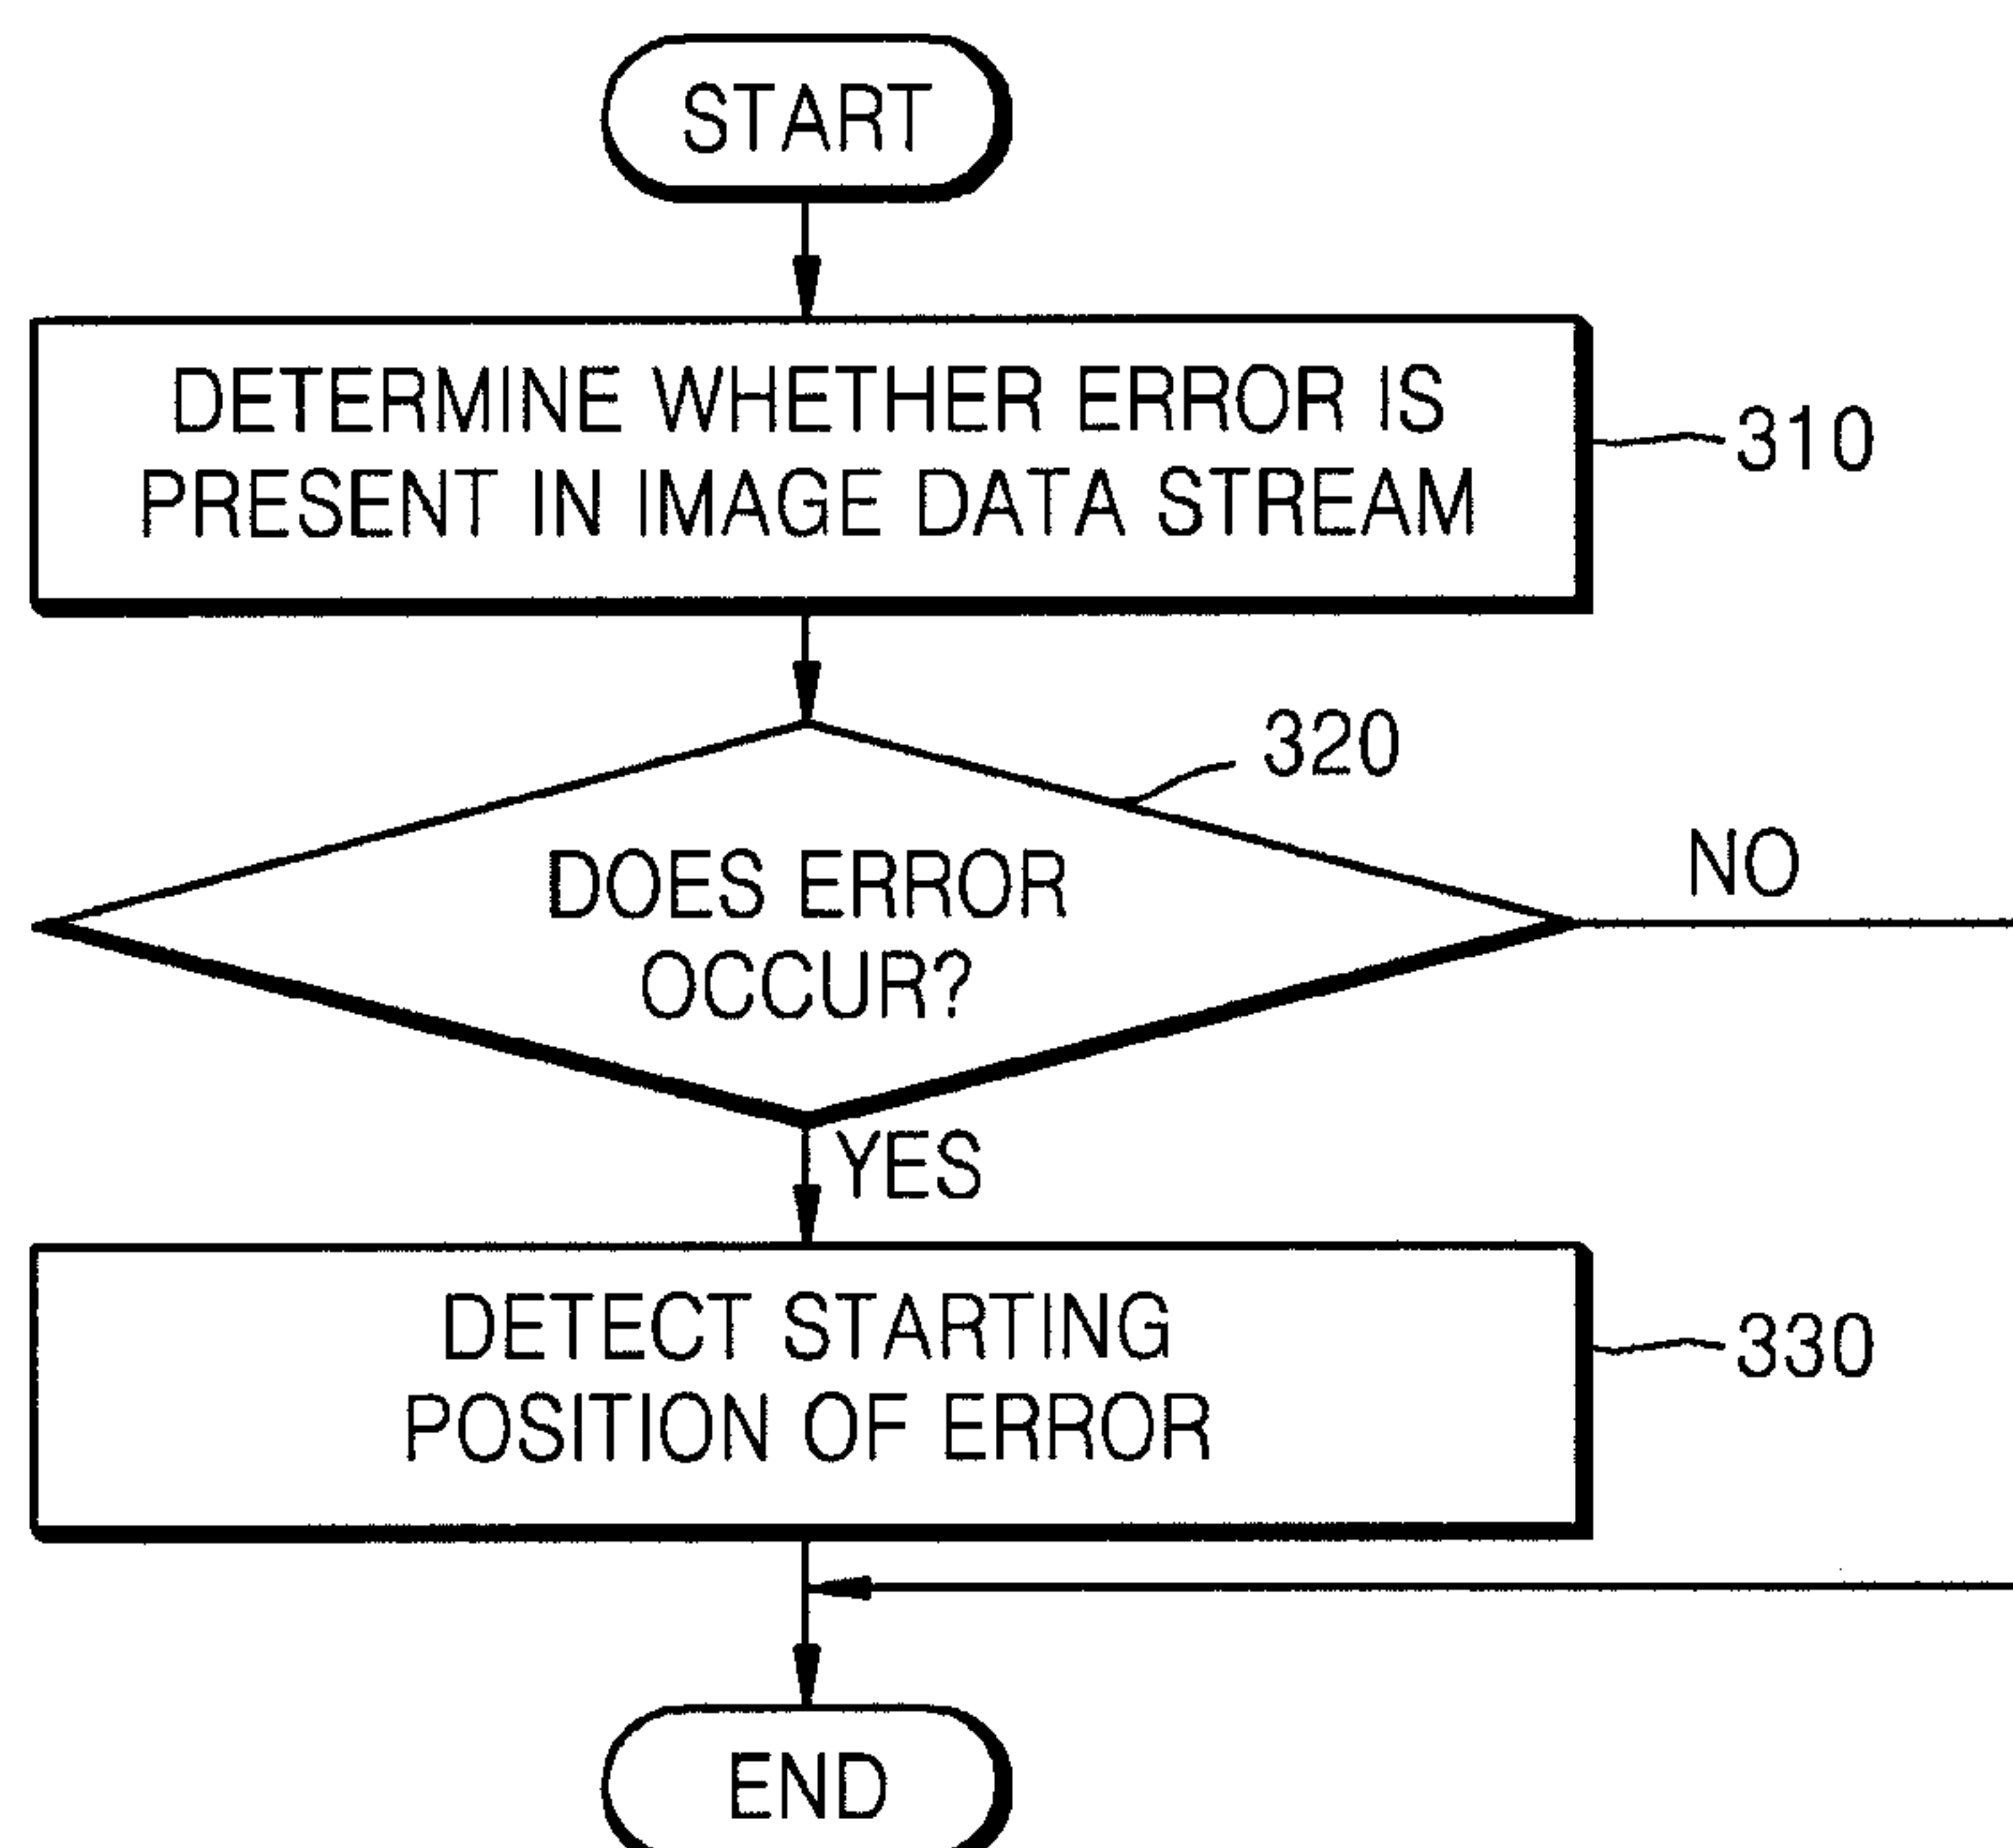 START
DETERMINE WHETHER ERROR IS
PRESENT IN IMAGE DATA STREAM
310
320
DOES ERROR
OCCUR?
NO
YES
DETECT STARTING
POSITION OF ERROR
330
END